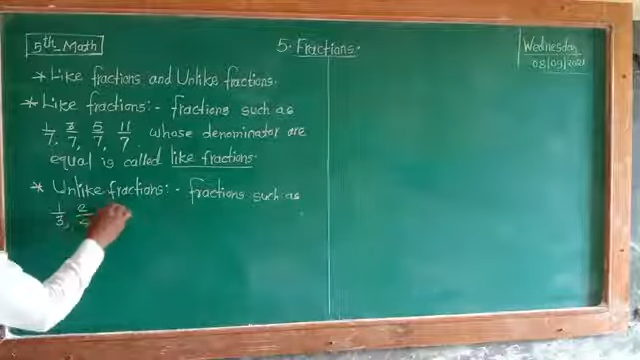 5th Math
5. Fractions.
Wednesday
08/09/2021
* Like fractions and Unlike fractions.
* Like fractions:- fractions such as
1/7, 3/7, 5/7, 11/7 whose denominator are
equal is called like fractions.
* Unlike fractions:- fractions such as
1/3, 2/5